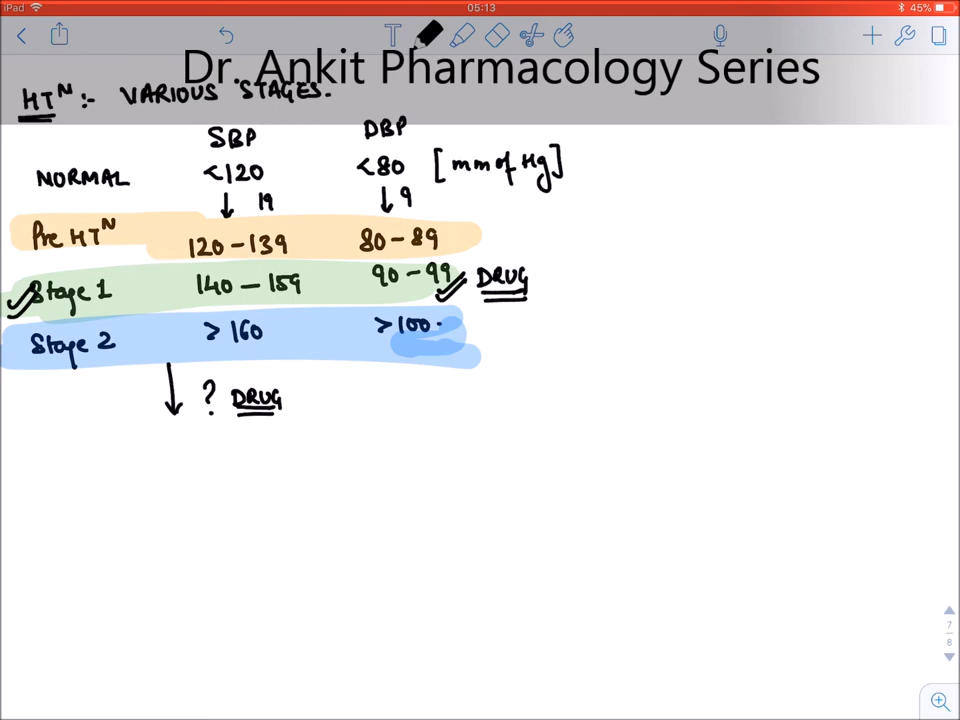 iPad 05:13 45%
T
Dr. Ankit Pharmacology Series
HTᴺ:- VARIOUS STAGES.
SBP DBP
NORMAL <120 <80 [mm of Hg]
↓ 19 ↓ 9
Pre HTᴺ 120-139 80-89
Stage 1 140-159 90-99 DRUG
Stage 2 ≥160 >100.
↓ ? DRUG
7
8